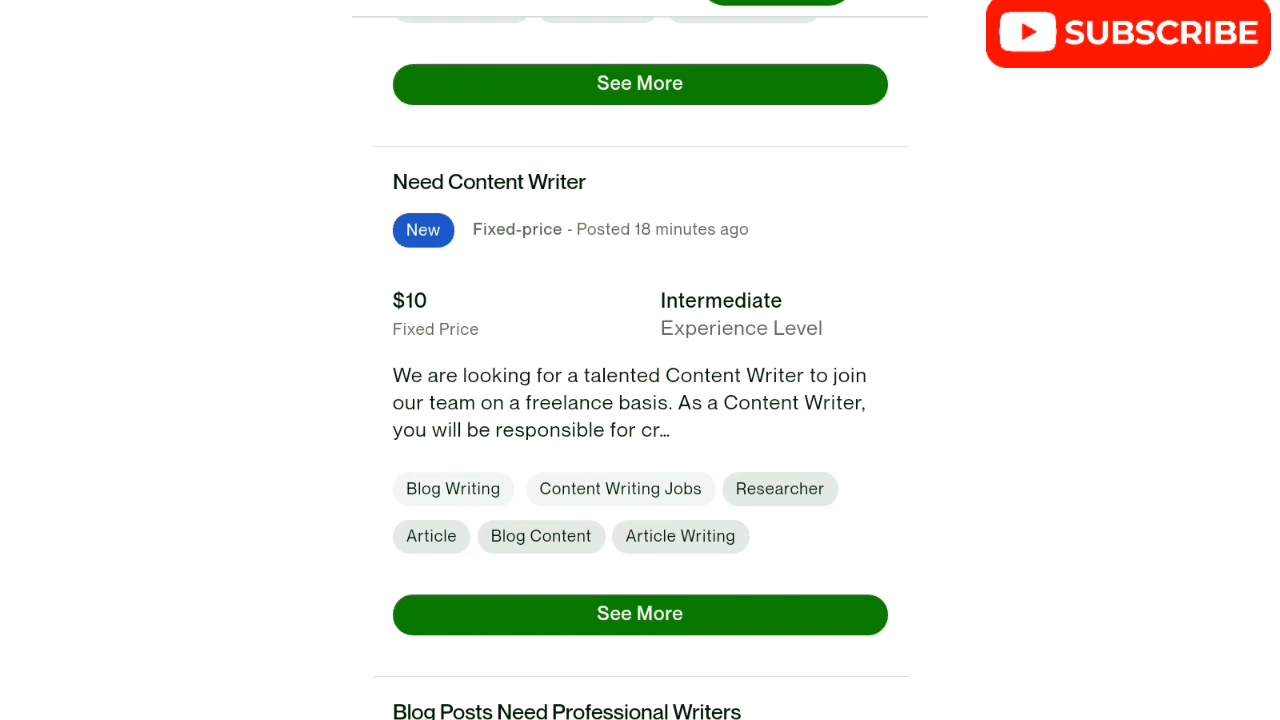 SUBSCRIBE
See More
Need Content Writer
New Fixed-price - Posted 18 minutes ago
$10 Intermediate
Fixed Price Experience Level
We are looking for a talented Content Writer to join
our team on a freelance basis. As a Content Writer,
you will be responsible for cr...
Blog Writing Content Writing Jobs Researcher
Article Blog Content Article Writing
See More
Blog Posts Need Professional Writers